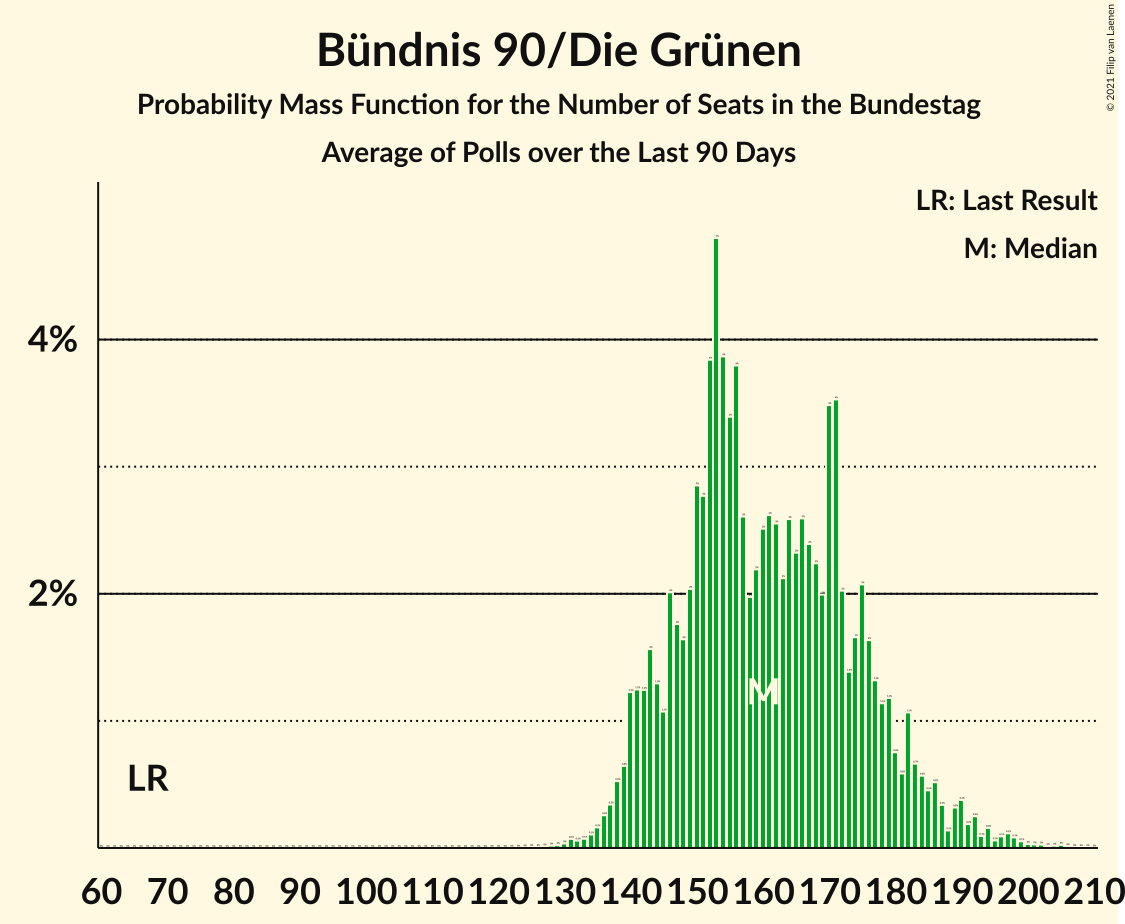 Bündnis 90/Die Grünen
Probability Mass Function for the Number of Seats in the Bundestag
Average of Polls over the Last 90 Days
© 2021 Filip van Laenen
LR: Last Result
M: Median
4%
2%
M
LR
60 70 80 90 100 110 120 130 140 150 160 170 180 190 200 210